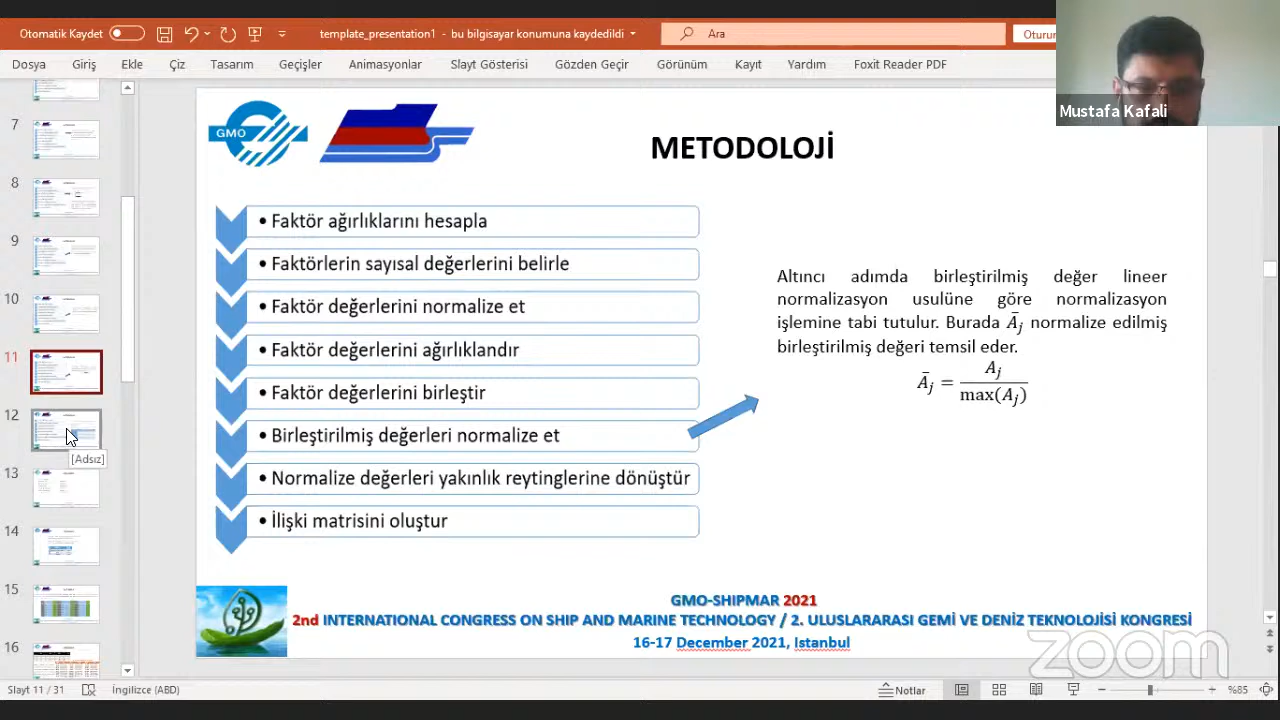 Otomatik Kaydet
template_presentation1 - bu bilgisayar konumuna kaydedildi
Ara
Oturu
Dosya Giriş Ekle Çiz Tasarım Geçişler Animasyonlar Slayt Gösterisi Gözden Geçir Görünüm Kayıt Yardım Foxit Reader PDF
Mustafa Kafali
7
8
9
10
11
12
[Adsız]
13
14
15
16
GMO
METODOLOJİ
• Faktör ağırlıklarını hesapla
• Faktörlerin sayısal değerlerini belirle
• Faktör değerlerini normalize et
• Faktör değerlerini ağırlıklandır
• Faktör değerlerini birleştir
• Birleştirilmiş değerleri normalize et
• Normalize değerleri yakınlık reytinglerine dönüştür
• İlişki matrisini oluştur
Altıncı adımda birleştirilmiş değer lineer
normalizasyon usulüne göre normalizasyon
işlemine tabi tutulur. Burada Āj normalize edilmiş
birleştirilmiş değeri temsil eder.
Āj = Aj / max(Aj)
GMO-SHIPMAR 2021
2nd INTERNATIONAL CONGRESS ON SHIP AND MARINE TECHNOLOGY / 2. ULUSLARARASI GEMİ VE DENİZ TEKNOLOJİSİ KONGRESİ
16-17 December 2021, Istanbul
zoom
Slayt 11 / 31 İngilizce (ABD) Notlar %85